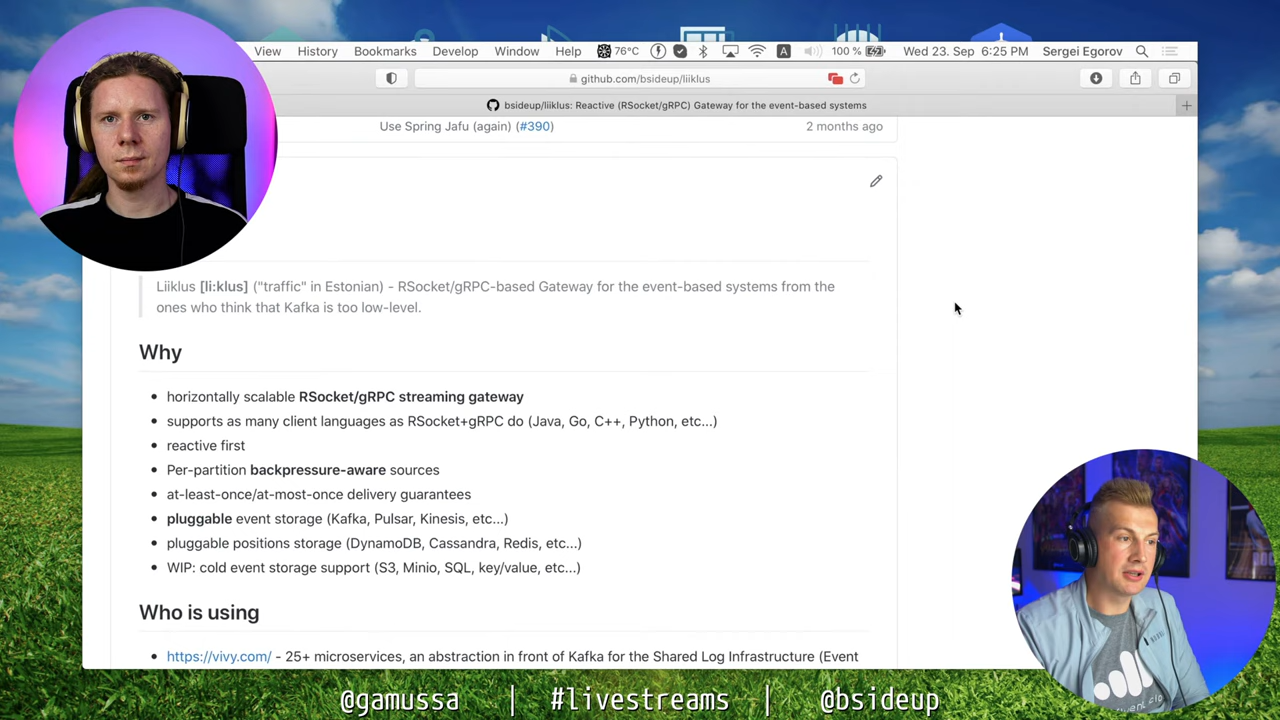 View History Bookmarks Develop Window Help 76°C A 100 % Wed 23. Sep 6:25 PM Sergei Egorov
github.com/bsideup/liiklus
bsideup/liiklus: Reactive (RSocket/gRPC) Gateway for the event-based systems
Use Spring Jafu (again) (#390) 2 months ago
Liiklus [li:klus] ("traffic" in Estonian) - RSocket/gRPC-based Gateway for the event-based systems from the
ones who think that Kafka is too low-level.
Why
• horizontally scalable RSocket/gRPC streaming gateway
• supports as many client languages as RSocket+gRPC do (Java, Go, C++, Python, etc...)
• reactive first
• Per-partition backpressure-aware sources
• at-least-once/at-most-once delivery guarantees
• pluggable event storage (Kafka, Pulsar, Kinesis, etc...)
• pluggable positions storage (DynamoDB, Cassandra, Redis, etc...)
• WIP: cold event storage support (S3, Minio, SQL, key/value, etc...)
Who is using
• https://vivy.com/ - 25+ microservices, an abstraction in front of Kafka for the Shared Log Infrastructure (Event
@gamussa | #livestreams | @bsideup